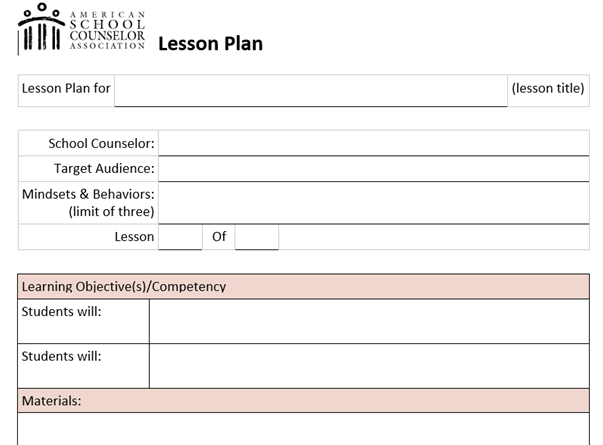 AMERICAN
SCHOOL
COUNSELOR
ASSOCIATION
Lesson Plan
Lesson Plan for (lesson title)
School Counselor:
Target Audience:
Mindsets & Behaviors:
(limit of three)
Lesson Of
Learning Objective(s)/Competency
Students will:
Students will:
Materials: